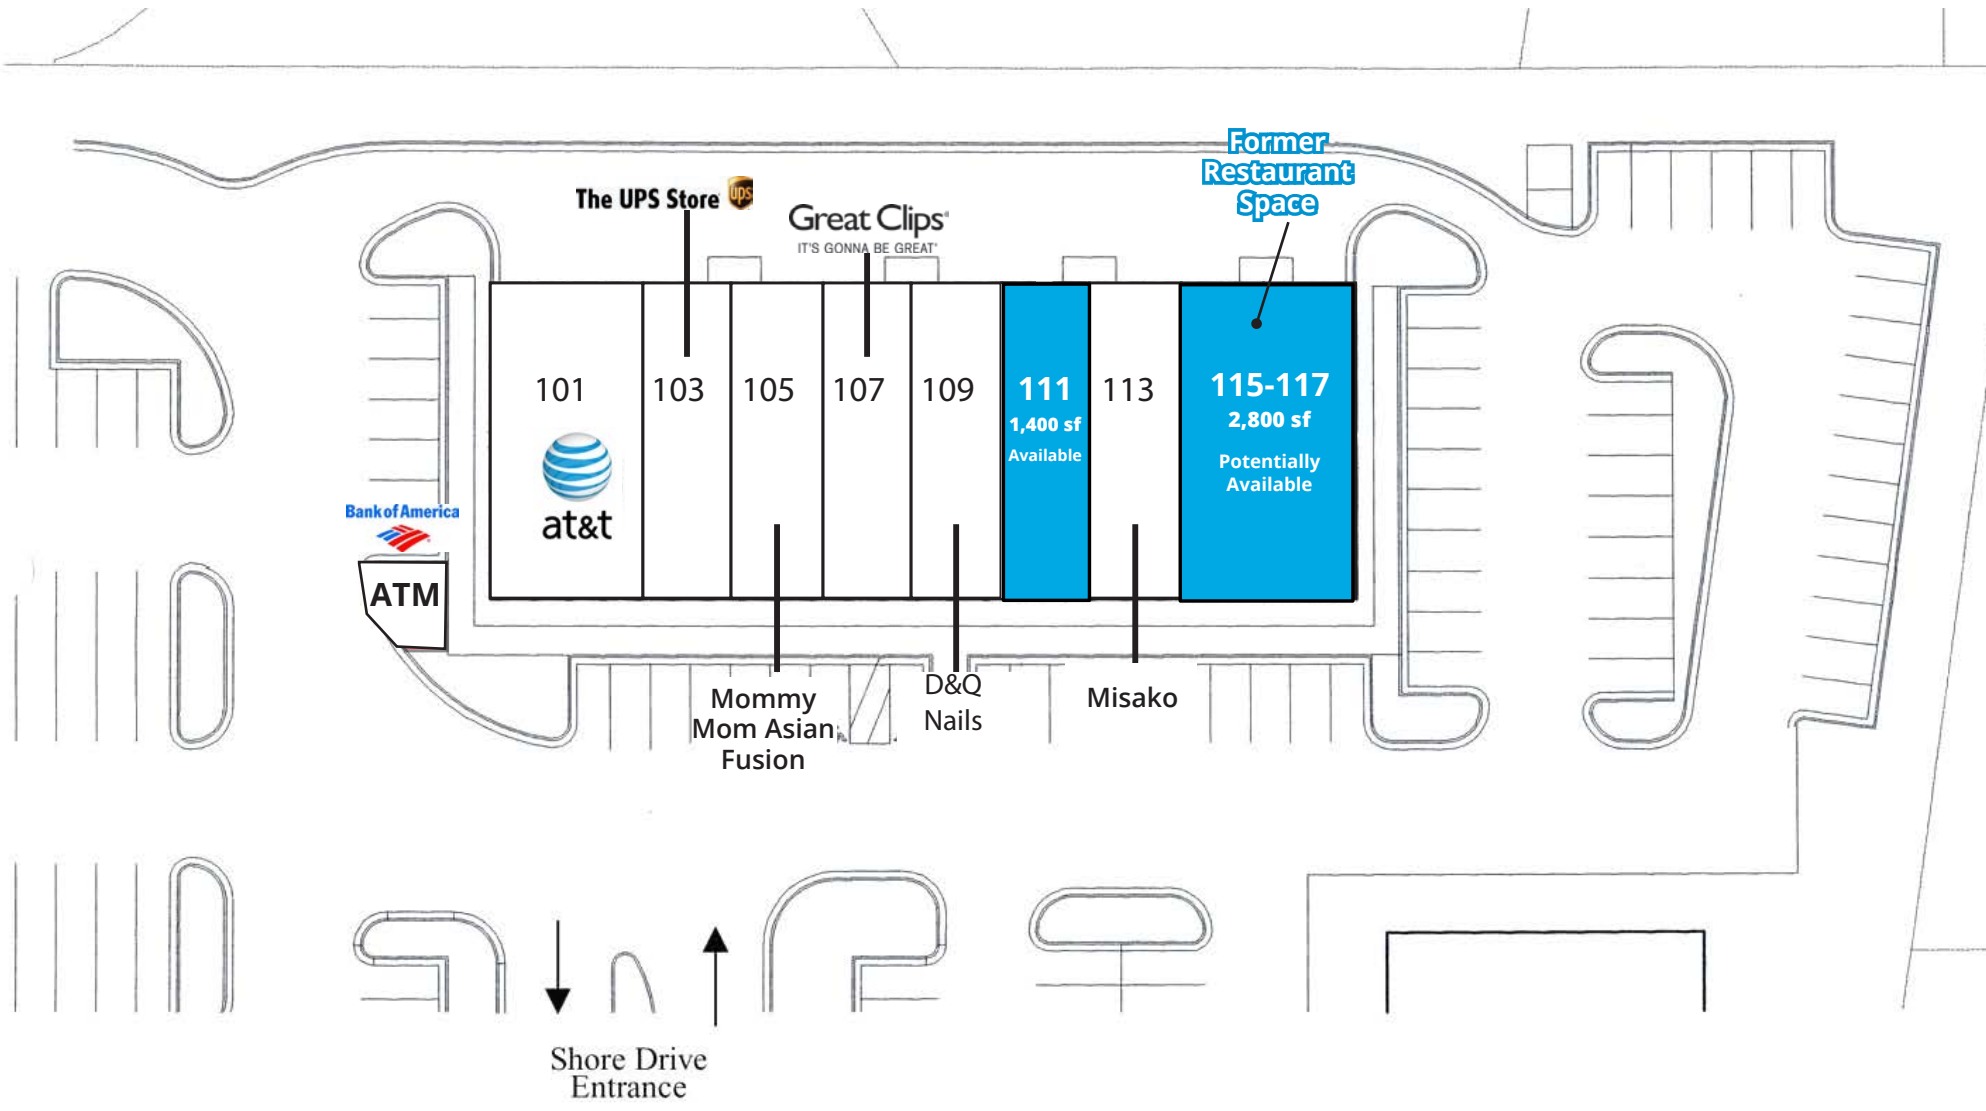 Former
Restaurant
Space
The UPS Store
ups
Great Clips
IT'S GONNA BE GREAT
101
103
105
107
109
111
1,400 sf
Available
113
115-117
2,800 sf
Potentially
Available
at&t
Bank of America
ATM
Mommy
Mom Asian
Fusion
D&Q
Nails
Misako
Shore Drive
Entrance